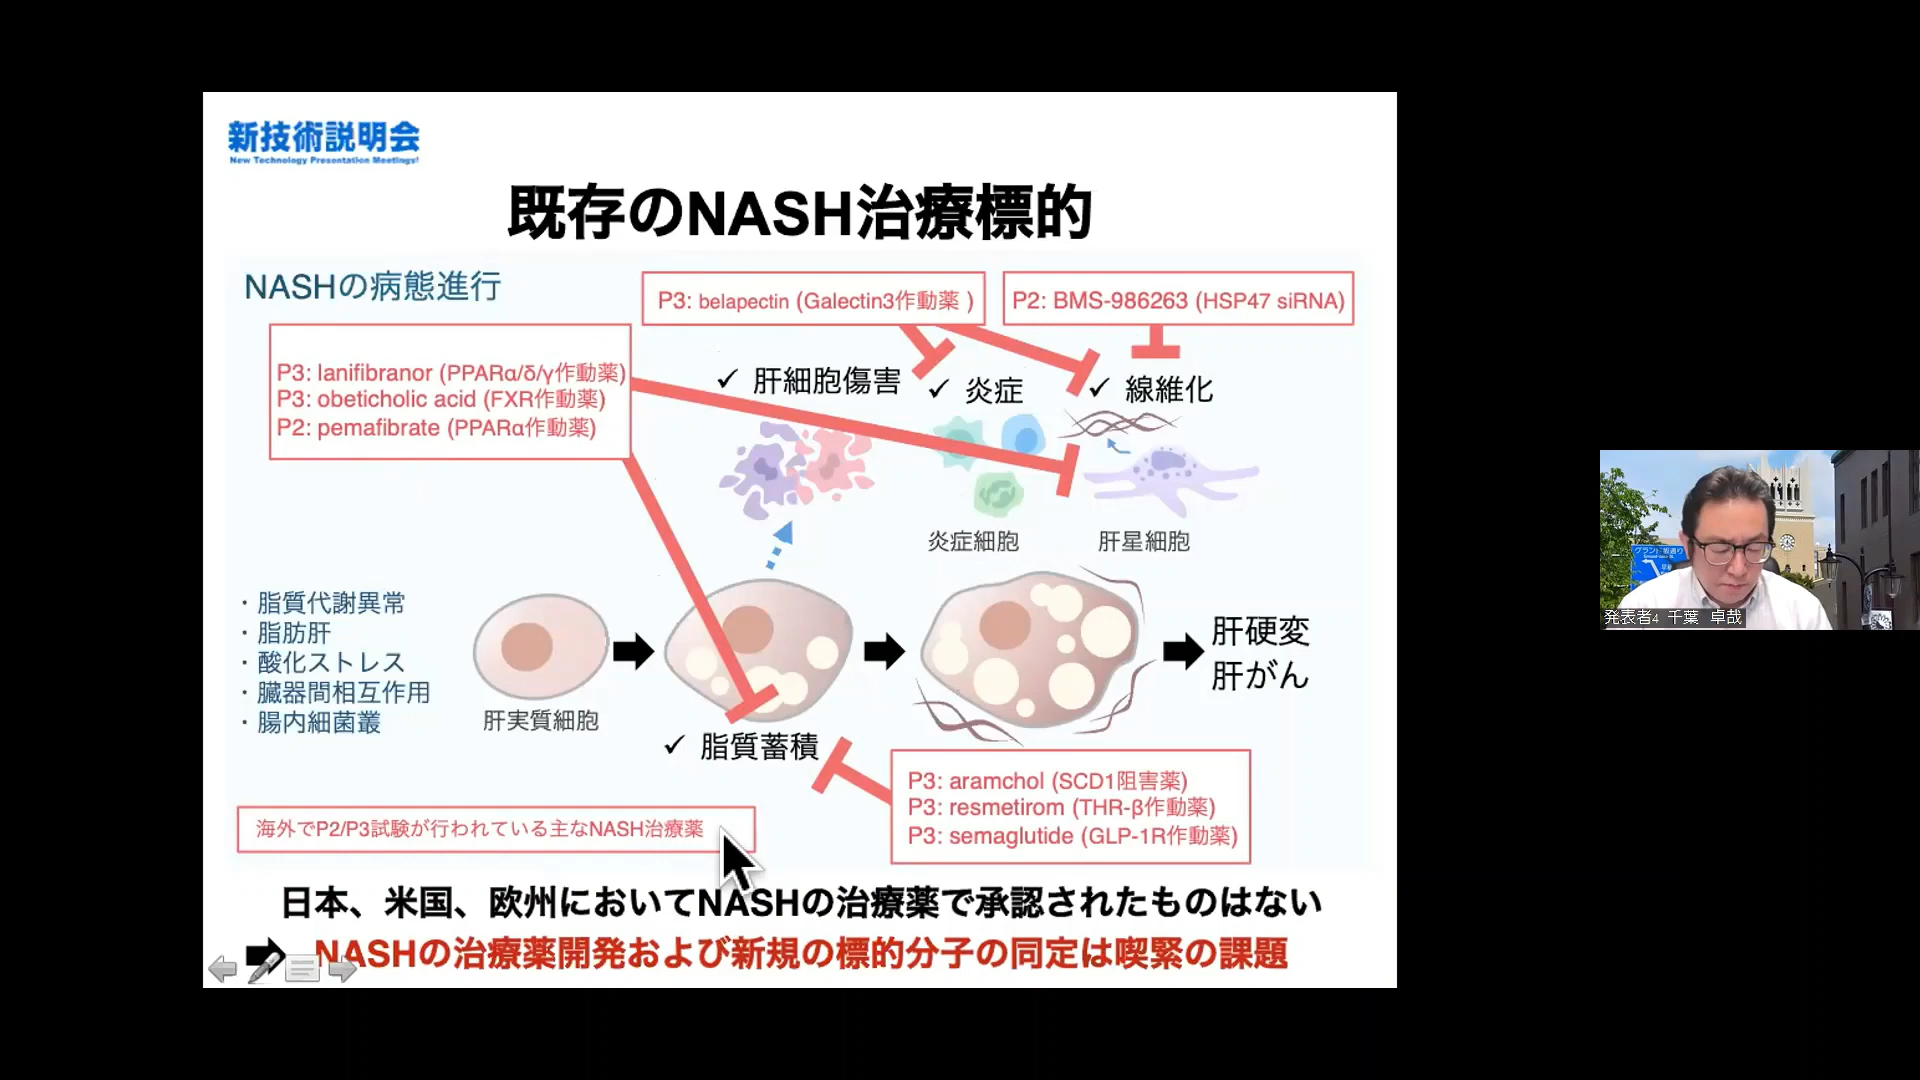 新技術説明会
New Technology Presentation Meetings!
既存のNASH治療標的
NASHの病態進行
P3: belapectin (Galectin3作動薬 )
P2: BMS-986263 (HSP47 siRNA)
P3: lanifibranor (PPARα/δ/γ作動薬)
P3: obeticholic acid (FXR作動薬)
P2: pemafibrate (PPARα作動薬)
✓ 肝細胞傷害
✓ 炎症
✓ 線維化
炎症細胞
肝星細胞
・脂質代謝異常
・脂肪肝
・酸化ストレス
・臓器間相互作用
・腸内細菌叢
肝実質細胞
肝硬変
肝がん
✓ 脂質蓄積
P3: aramchol (SCD1阻害薬)
P3: resmetirom (THR-β作動薬)
P3: semaglutide (GLP-1R作動薬)
海外でP2/P3試験が行われている主なNASH治療薬
日本、米国、欧州においてNASHの治療薬で承認されたものはない
NASHの治療薬開発および新規の標的分子の同定は喫緊の課題
グランド坂通り
発表者4 千葉 卓哉